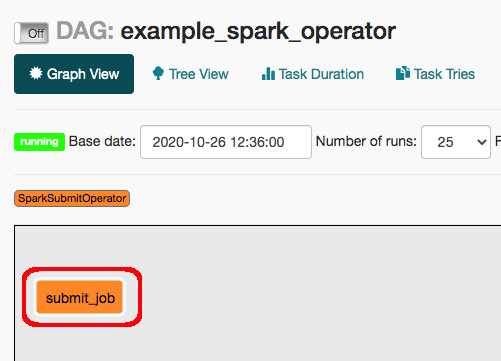 Off DAG: example_spark_operator
Graph View Tree View Task Duration Task Tries
running Base date: 2020-10-26 12:36:00 Number of runs: 25
SparkSubmitOperator
submit_job